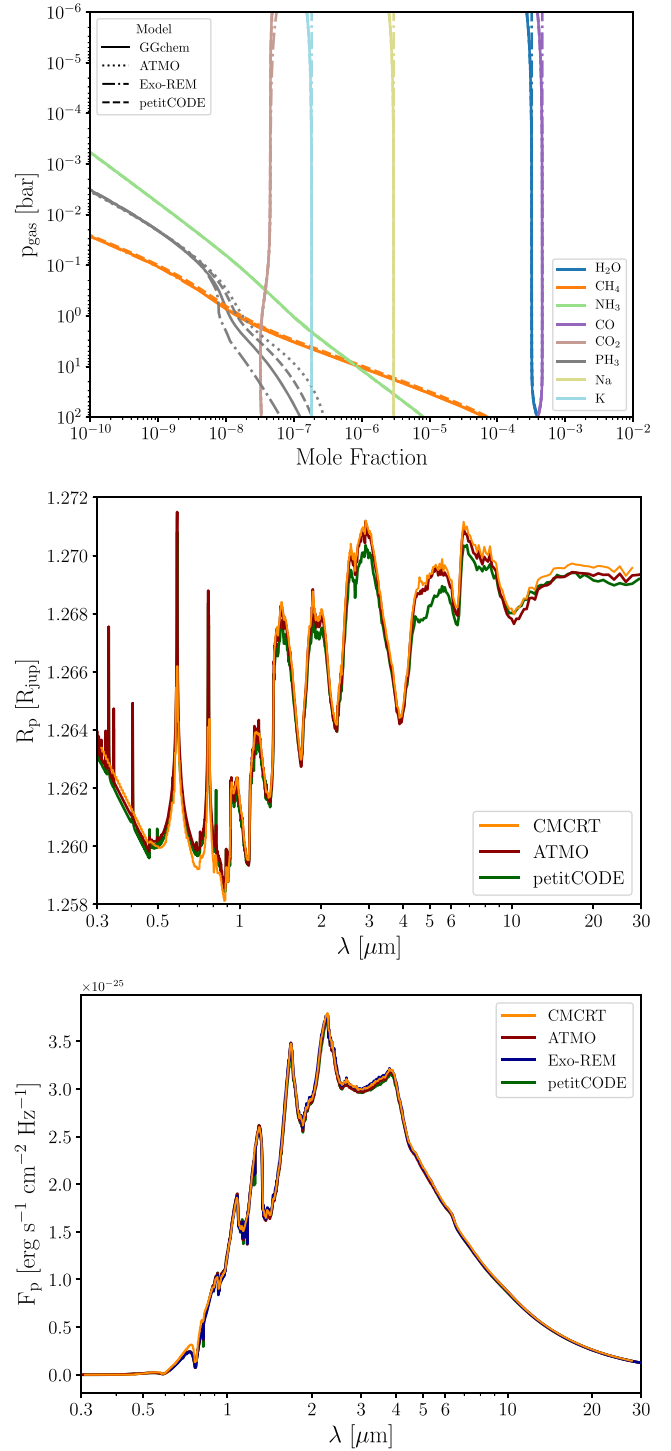 Model
GGchem
ATMO
Exo-REM
petitCODE
10⁻⁶
10⁻⁵
10⁻⁴
10⁻³
10⁻²
10⁻¹
10⁰
10¹
10²
p_gas [bar]
H₂O
CH₄
NH₃
CO
CO₂
PH₃
Na
K
10⁻¹⁰ 10⁻⁹ 10⁻⁸ 10⁻⁷ 10⁻⁶ 10⁻⁵ 10⁻⁴ 10⁻³ 10⁻²
Mole Fraction
1.272
1.270
1.268
1.266
1.264
1.262
1.260
1.258
R_p [R_jup]
CMCRT
ATMO
petitCODE
0.3 0.5 1 2 3 4 5 6 10 20 30
λ [μm]
×10⁻²⁵
3.5
3.0
2.5
2.0
1.5
1.0
0.5
0.0
F_p [erg s⁻¹ cm⁻² Hz⁻¹]
CMCRT
ATMO
Exo-REM
petitCODE
0.3 0.5 1 2 3 4 5 6 10 20 30
λ [μm]